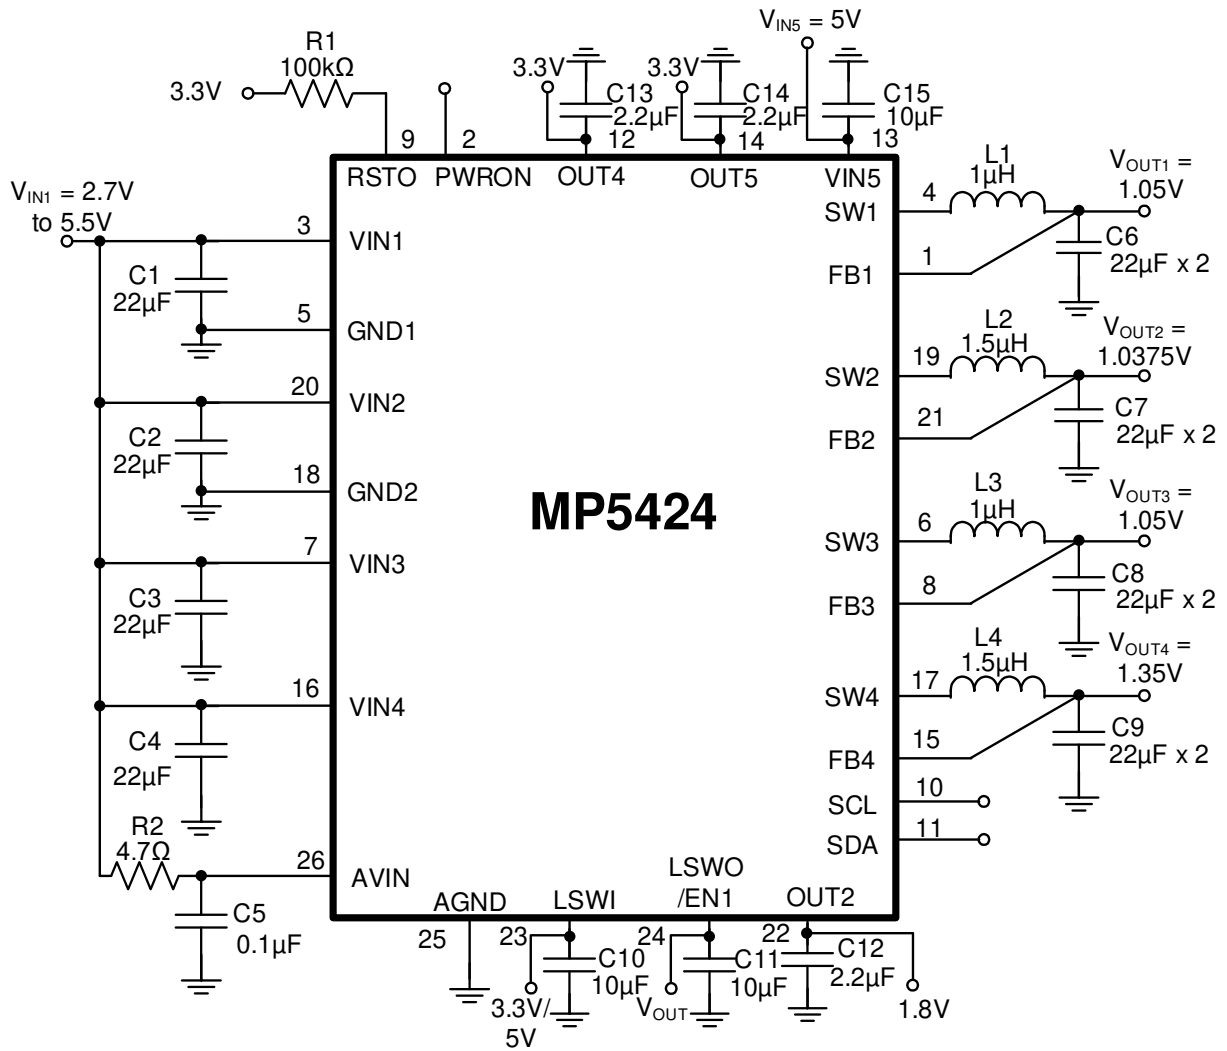 VIN5 = 5V
R1
100kΩ
3.3V
3.3V
C13
2.2µF
3.3V
C14
2.2µF
C15
10µF
9
2
12
14
13
RSTO
PWRON
OUT4
OUT5
VIN5
VIN1 = 2.7V
to 5.5V
3
VIN1
C1
22µF
5
GND1
20
VIN2
C2
22µF
18
GND2
7
VIN3
C3
22µF
16
VIN4
C4
22µF
R2
4.7Ω
26
AVIN
C5
0.1µF
MP5424
SW1
4
L1
1µH
VOUT1 =
1.05V
FB1
1
C6
22µF x 2
SW2
19
L2
1.5µH
VOUT2 =
1.0375V
FB2
21
C7
22µF x 2
SW3
6
L3
1µH
VOUT3 =
1.05V
FB3
8
C8
22µF x 2
SW4
17
L4
1.5µH
VOUT4 =
1.35V
FB4
15
C9
22µF x 2
SCL
10
SDA
11
AGND
LSWI
LSWO
/EN1
OUT2
25
23
24
22
C10
10µF
3.3V/
5V
C11
10µF
VOUT
C12
2.2µF
1.8V